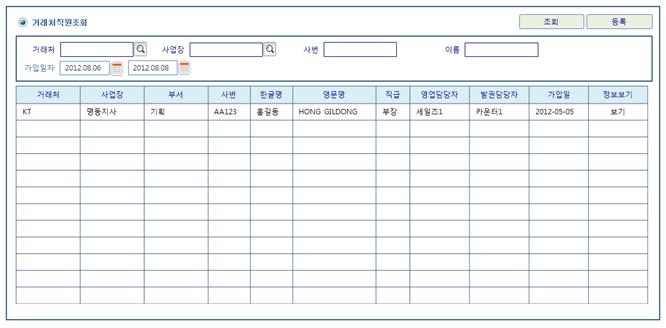 거래처직원조회 조회 등록
거래처 사업장 사번 이름
가입일자 2012.08.06 2012.08.08
거래처 사업장 부서 사번 한글명 영문명 직급 영업담당자 발권담당자 가입일 정보보기
KT 명동지사 기획 AA123 홍길동 HONG GILDONG 부장 세일즈1 카운터1 2012-05-05 보기